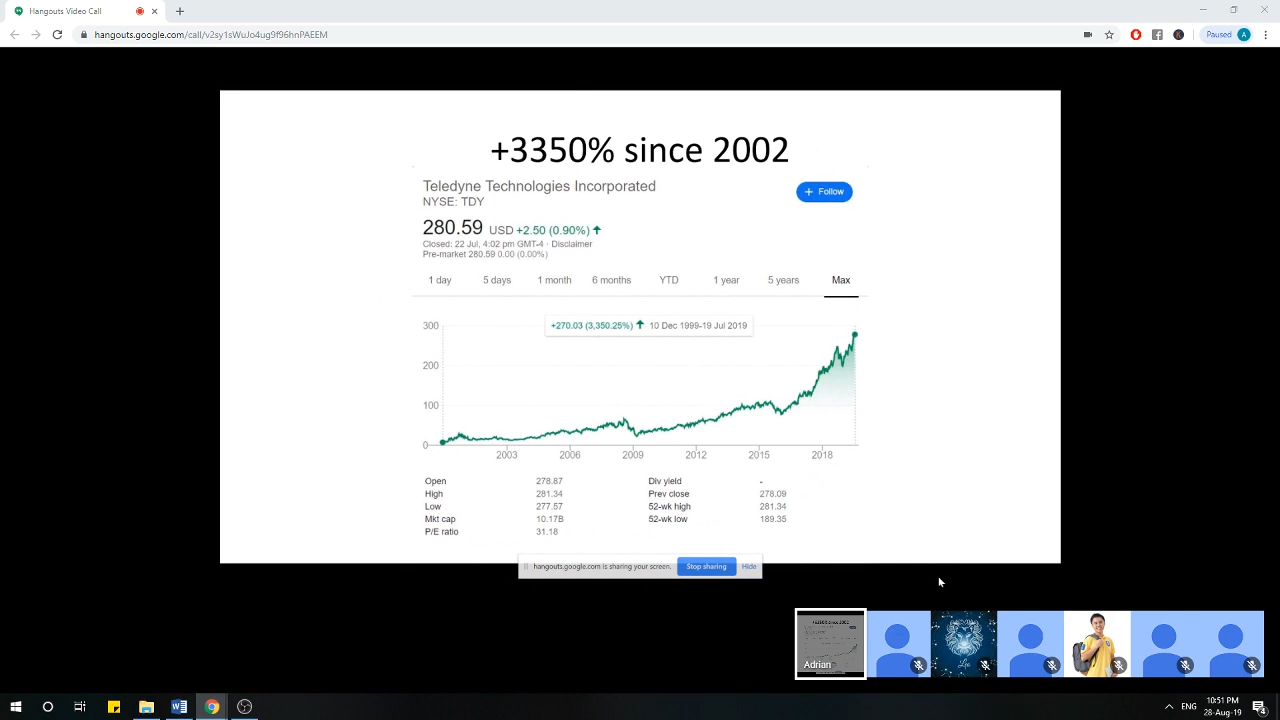 Hangouts Video Call
hangouts.google.com/call/v2sy1sWuJo4ug9f96hnPAEEM
Paused A
+3350% since 2002
Teledyne Technologies Incorporated
NYSE: TDY
+ Follow
280.59 USD +2.50 (0.90%)
Closed: 22 Jul, 4:02 pm GMT-4 · Disclaimer
Pre-market 280.59 0.00 (0.00%)
1 day 5 days 1 month 6 months YTD 1 year 5 years Max
+270.03 (3,350.25%) 10 Dec 1999-19 Jul 2019
300
200
100
0
2003 2006 2009 2012 2015 2018
Open 278.87 Div yield -
High 281.34 Prev close 278.09
Low 277.57 52-wk high 281.34
Mkt cap 10.17B 52-wk low 189.35
P/E ratio 31.18
hangouts.google.com is sharing your screen. Stop sharing Hide
Adrian
ENG
10:51 PM
28-Aug-19
4